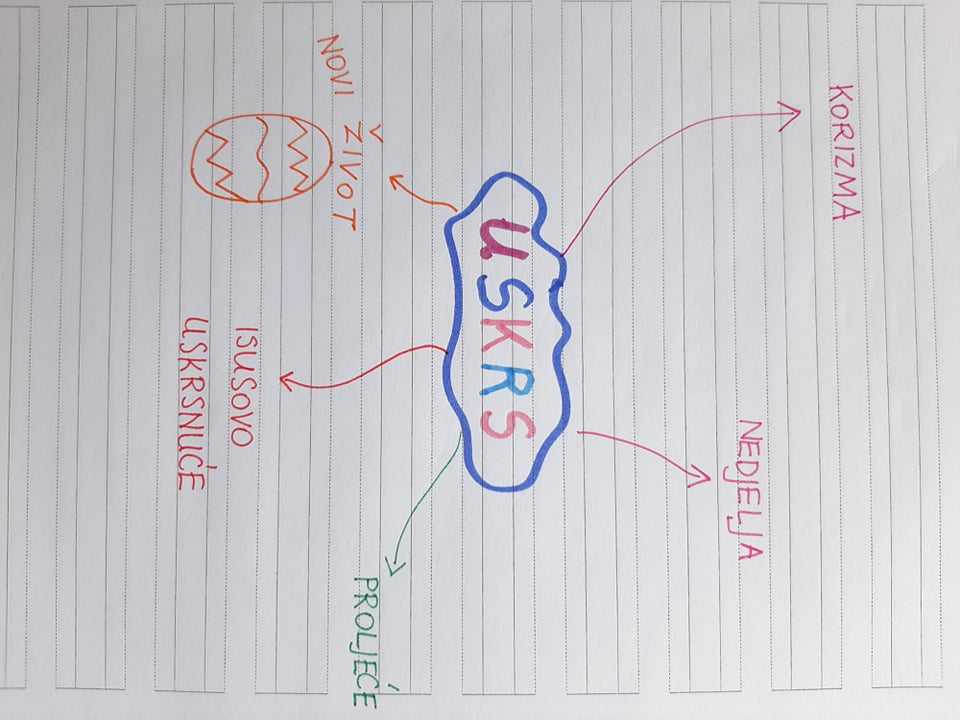 KORIZMA
NEDJELJA
USKRS
NOVI
ŽIVOT
PROLJEĆE
ISUSOVO
USKRSNUĆE